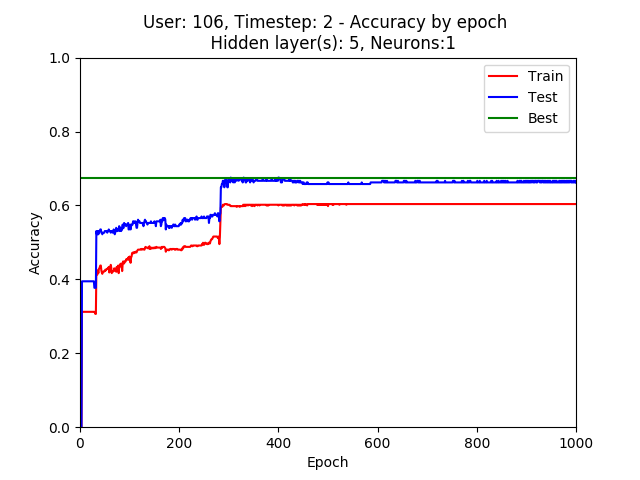 User: 106, Timestep: 2 - Accuracy by epoch
Hidden layer(s): 5, Neurons:1
Train
Test
Best
1.0
0.8
0.6
0.4
0.2
0.0
Accuracy
0
200
400
600
800
1000
Epoch